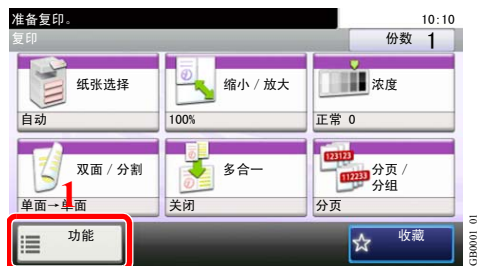 准备复印。
10:10
复印
份数 1
纸张选择
自动
缩小 / 放大
100%
浓度
正常 0
双面 / 分割
单面→单面
1
多合一
关闭
123123
112233
分页 /
分组
分页
功能
收藏
GB0001 01